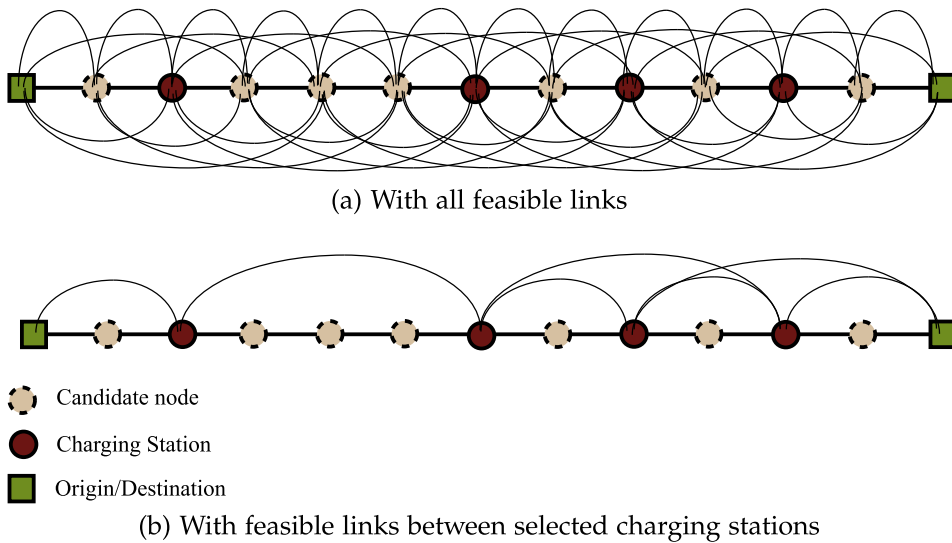 (a) With all feasible links
Candidate node
Charging Station
Origin/Destination
(b) With feasible links between selected charging stations